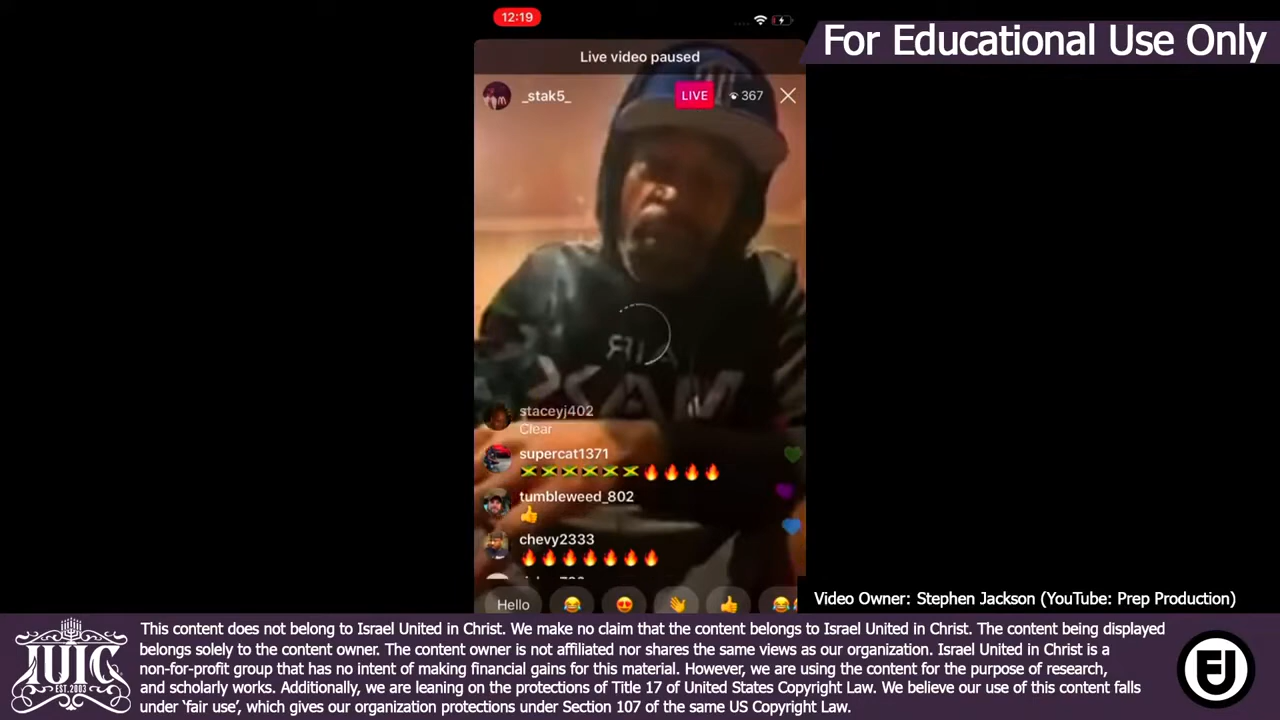 12:19
For Educational Use Only
Live video paused
_stak5_
LIVE
367
AIR
staceyj402
Clear
supercat1371
tumbleweed_802
chevy2333
Hello
Video Owner: Stephen Jackson (YouTube: Prep Production)
This content does not belong to Israel United in Christ. We make no claim that the content belongs to Israel United in Christ. The content being displayed
belongs solely to the content owner. The content owner is not affiliated nor shares the same views as our organization. Israel United in Christ is a
non-for-profit group that has no intent of making financial gains for this material. However, we are using the content for the purpose of research,
and scholarly works. Additionally, we are leaning on the protections of Title 17 of United States Copyright Law. We believe our use of this content falls
under ‘fair use’, which gives our organization protections under Section 107 of the same US Copyright Law.
IUIC
EST. 2003